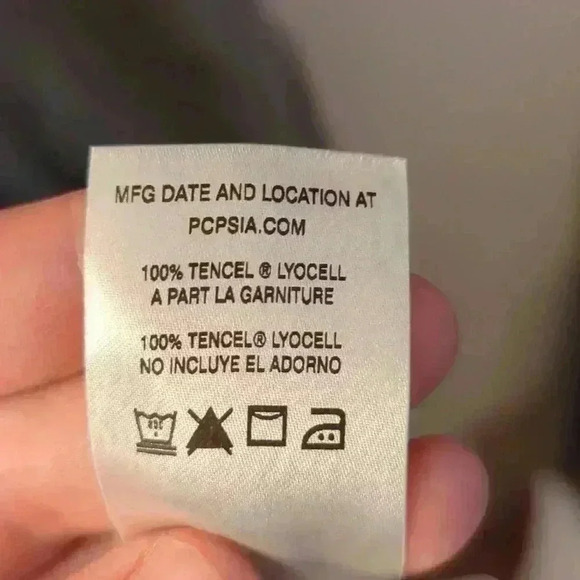 MFG DATE AND LOCATION AT
PCPSIA.COM
100% TENCEL ® LYOCELL
A PART LA GARNITURE
100% TENCEL® LYOCELL
NO INCLUYE EL ADORNO